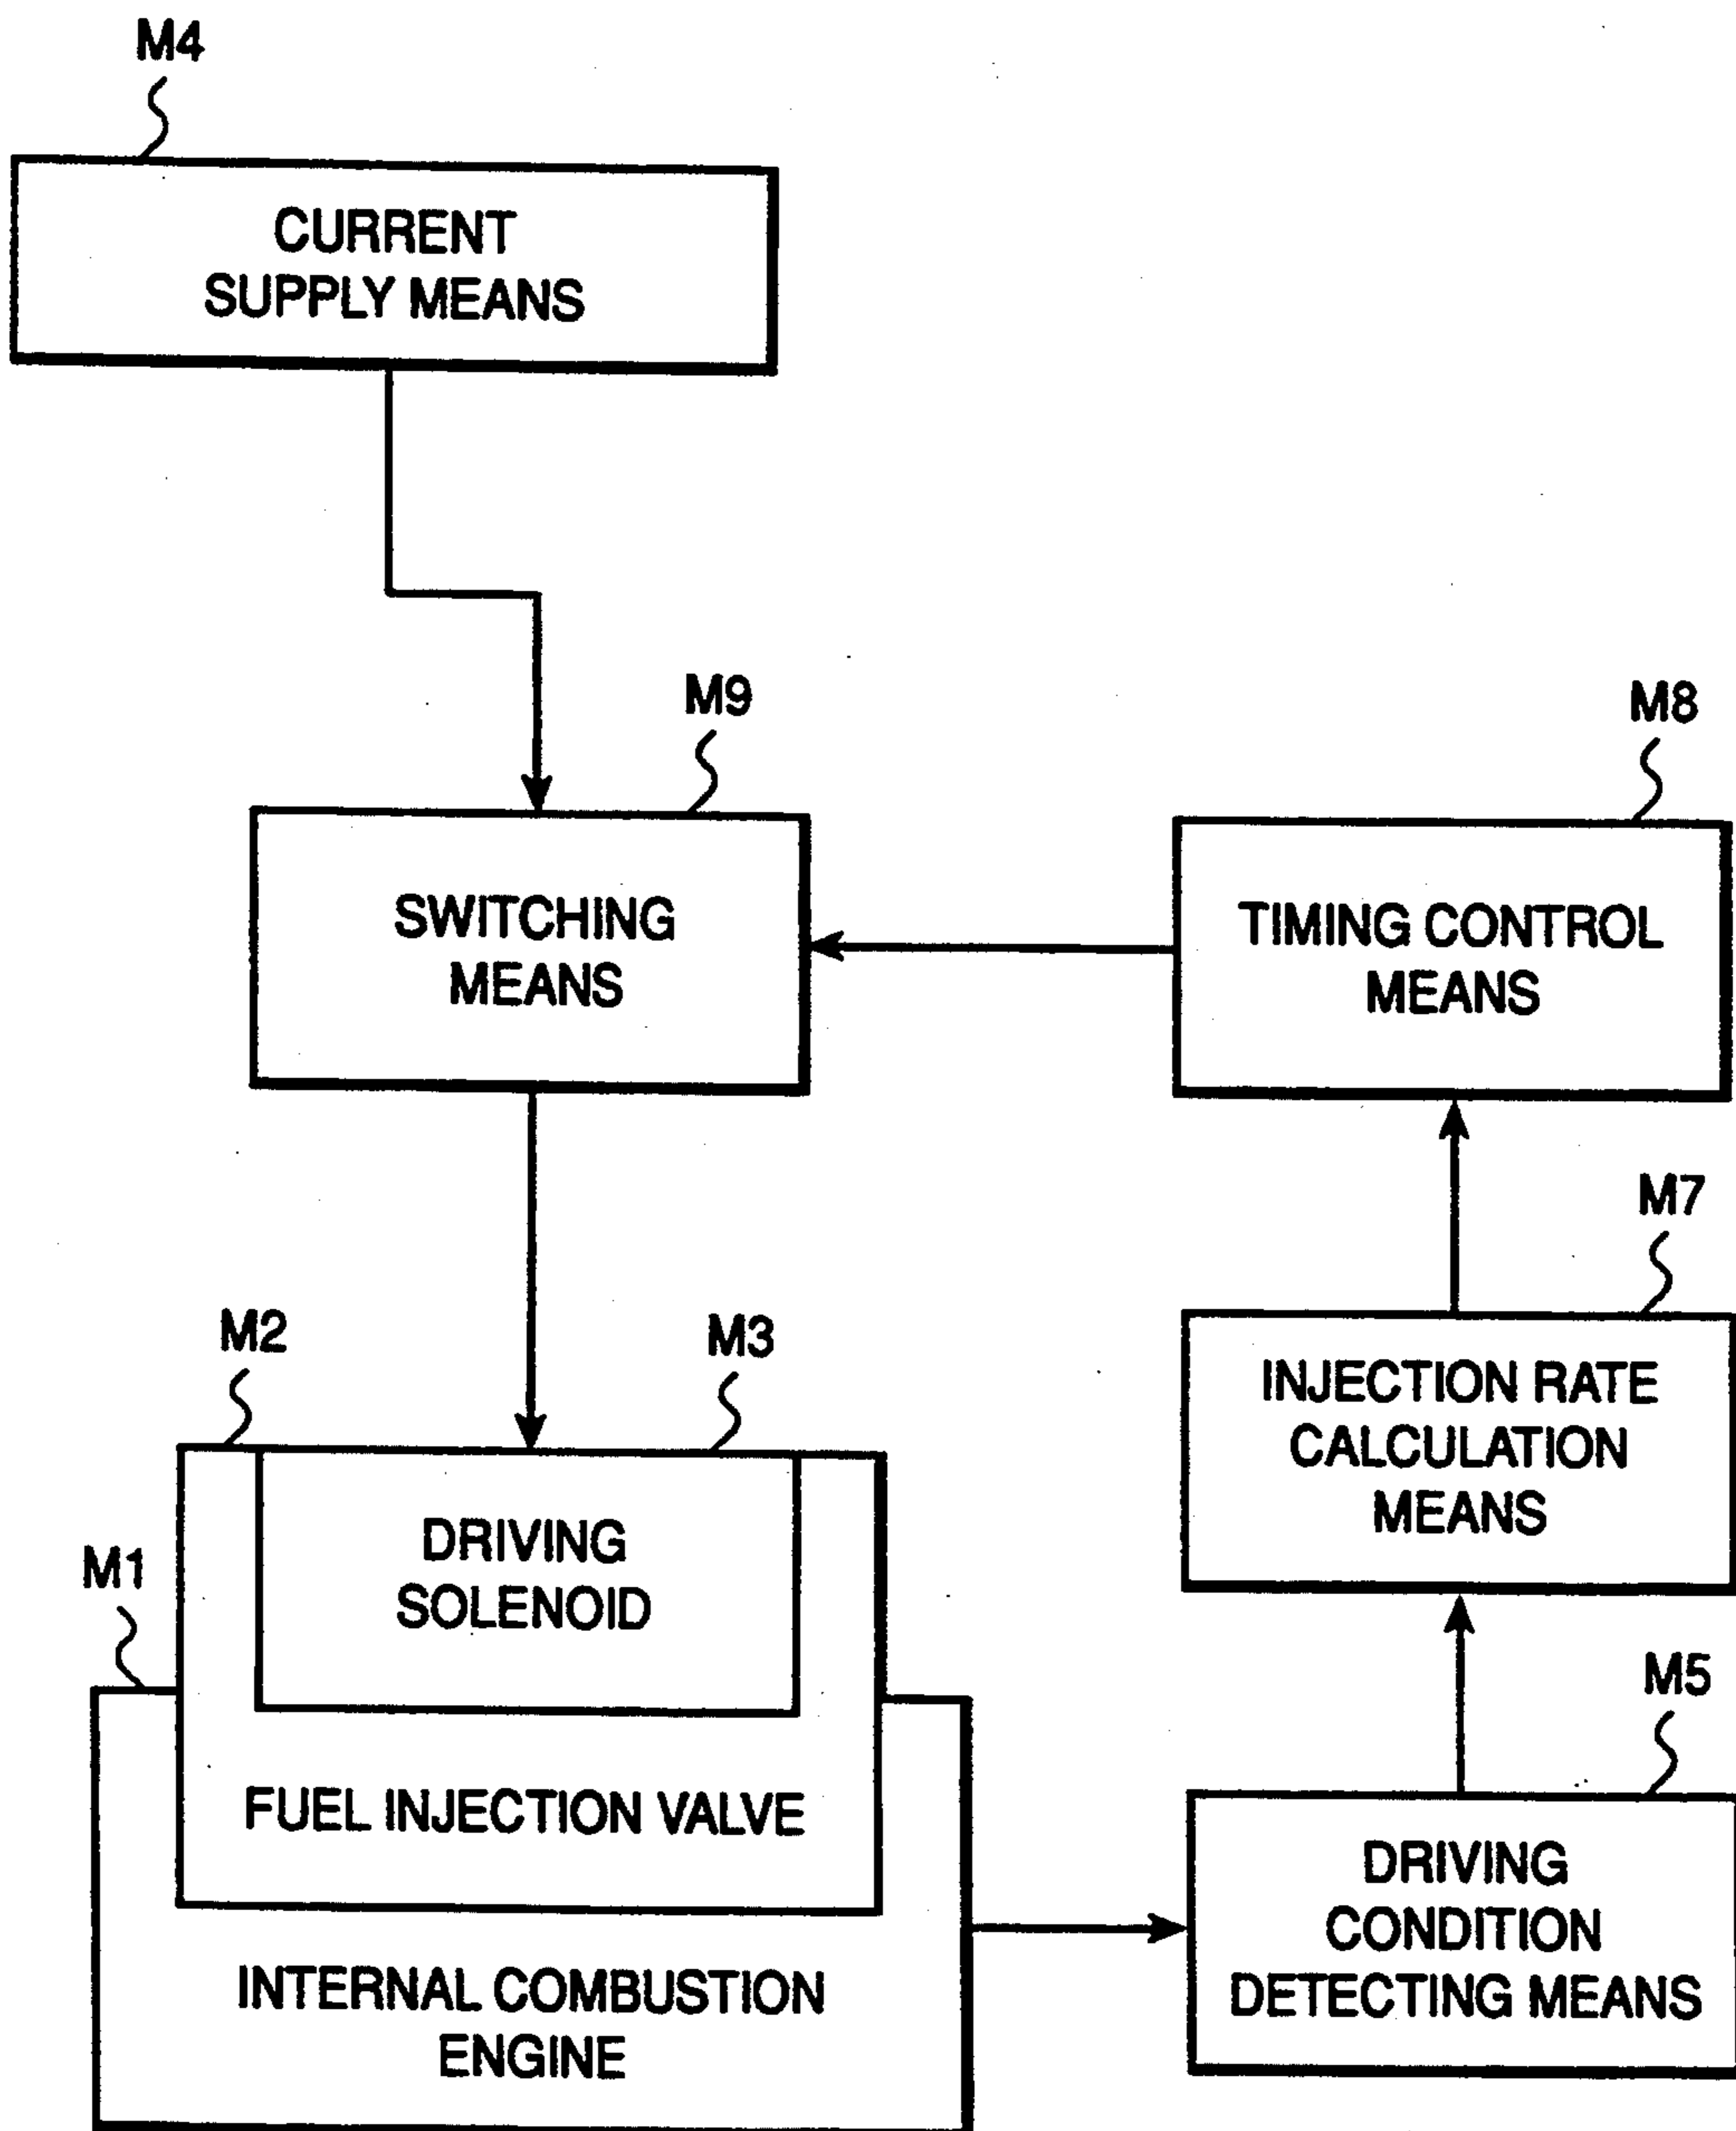 M4
CURRENT
SUPPLY MEANS
M9
SWITCHING
MEANS
M8
TIMING CONTROL
MEANS
M7
INJECTION RATE
CALCULATION
MEANS
M2
M3
DRIVING
SOLENOID
M1
FUEL INJECTION VALVE
INTERNAL COMBUSTION
ENGINE
M5
DRIVING
CONDITION
DETECTING MEANS